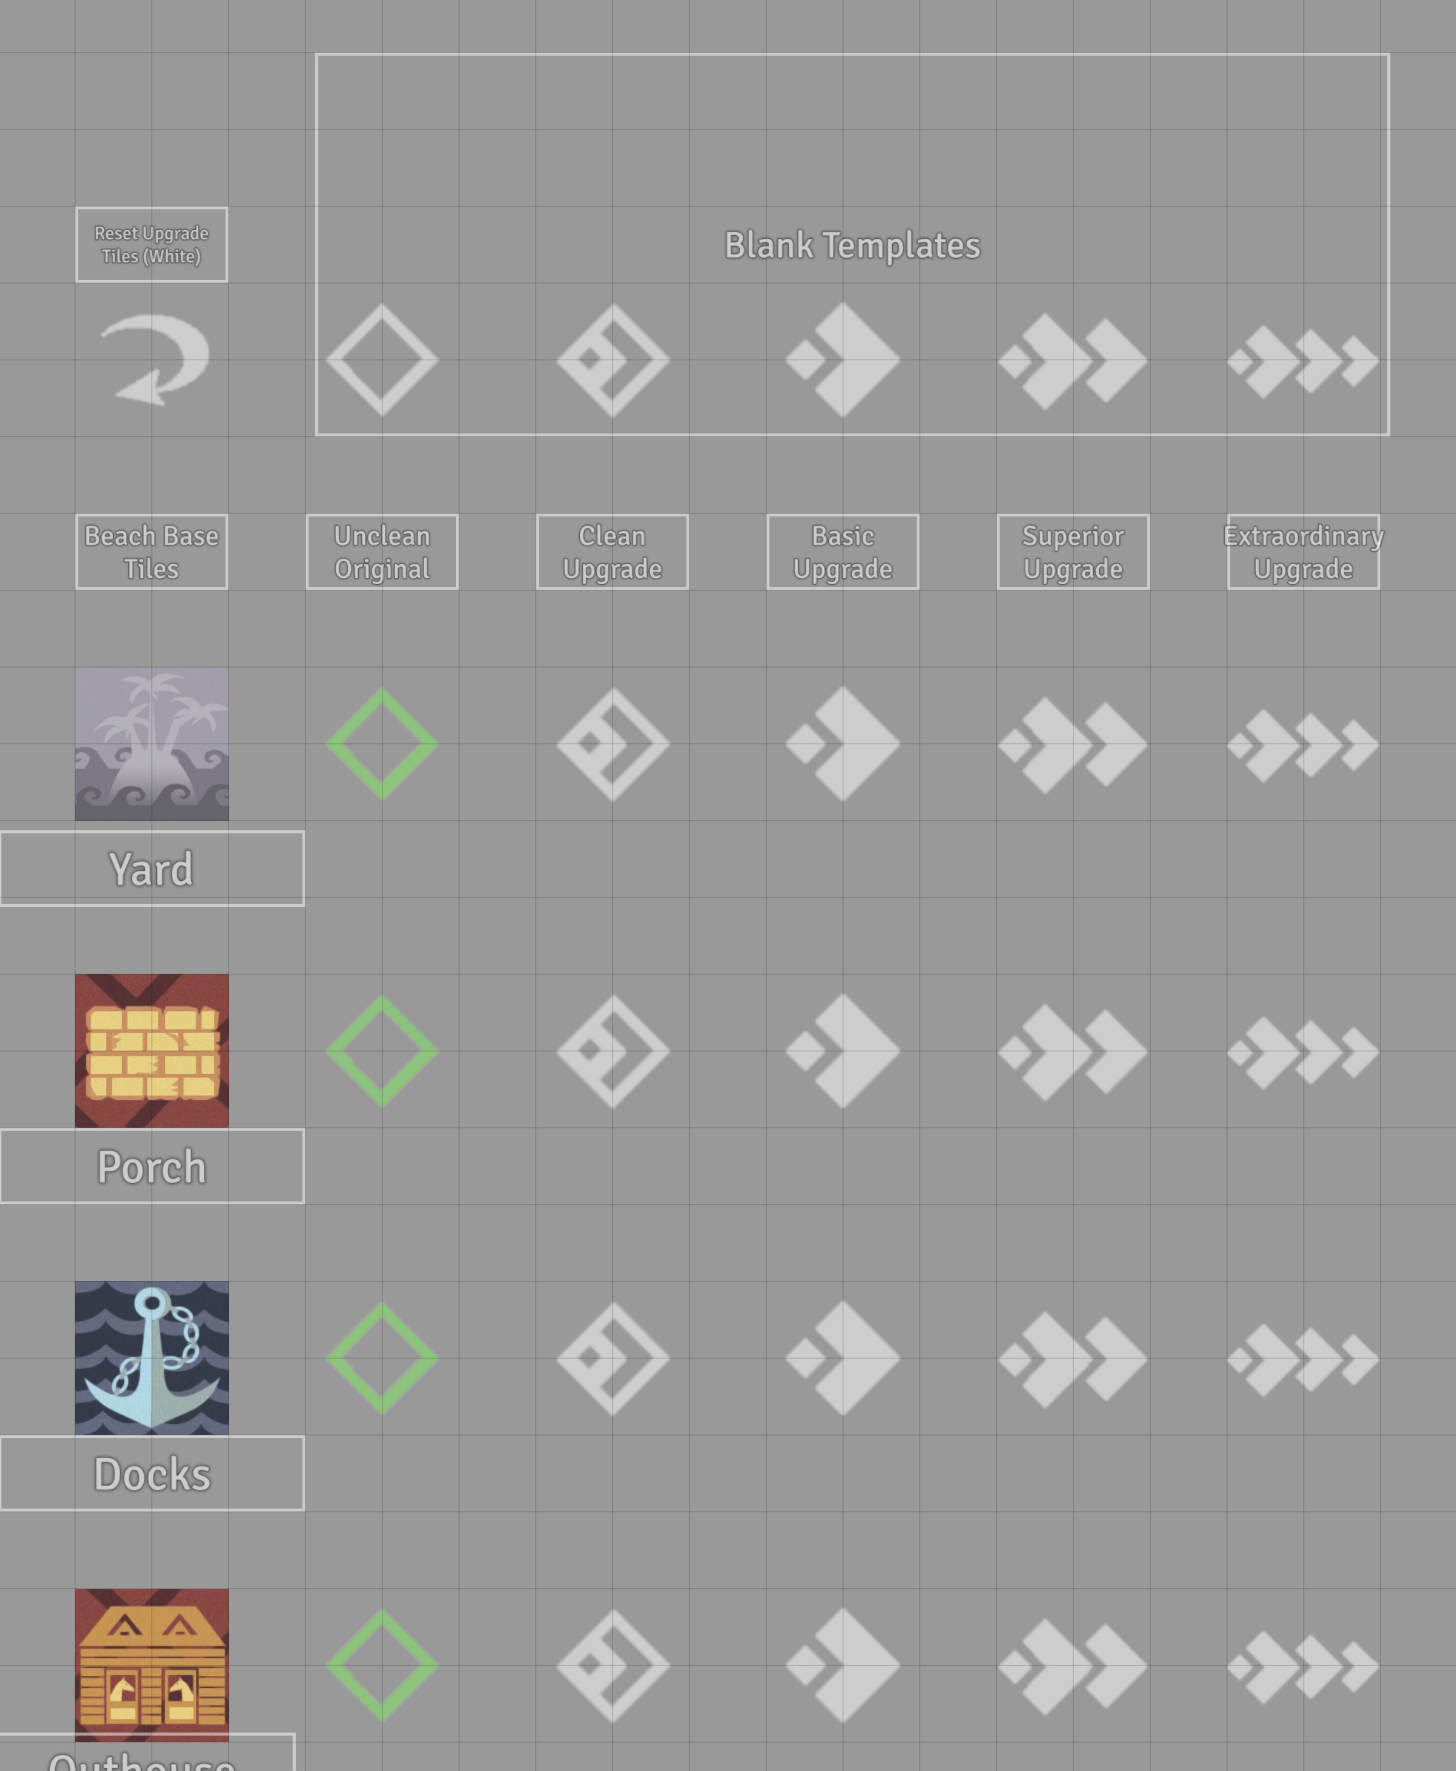 Reset Upgrade
Tiles (White)
Blank Templates
Beach Base
Tiles
Unclean
Original
Clean
Upgrade
Basic
Upgrade
Superior
Upgrade
Extraordinary
Upgrade
Yard
Porch
Docks
Outhouse